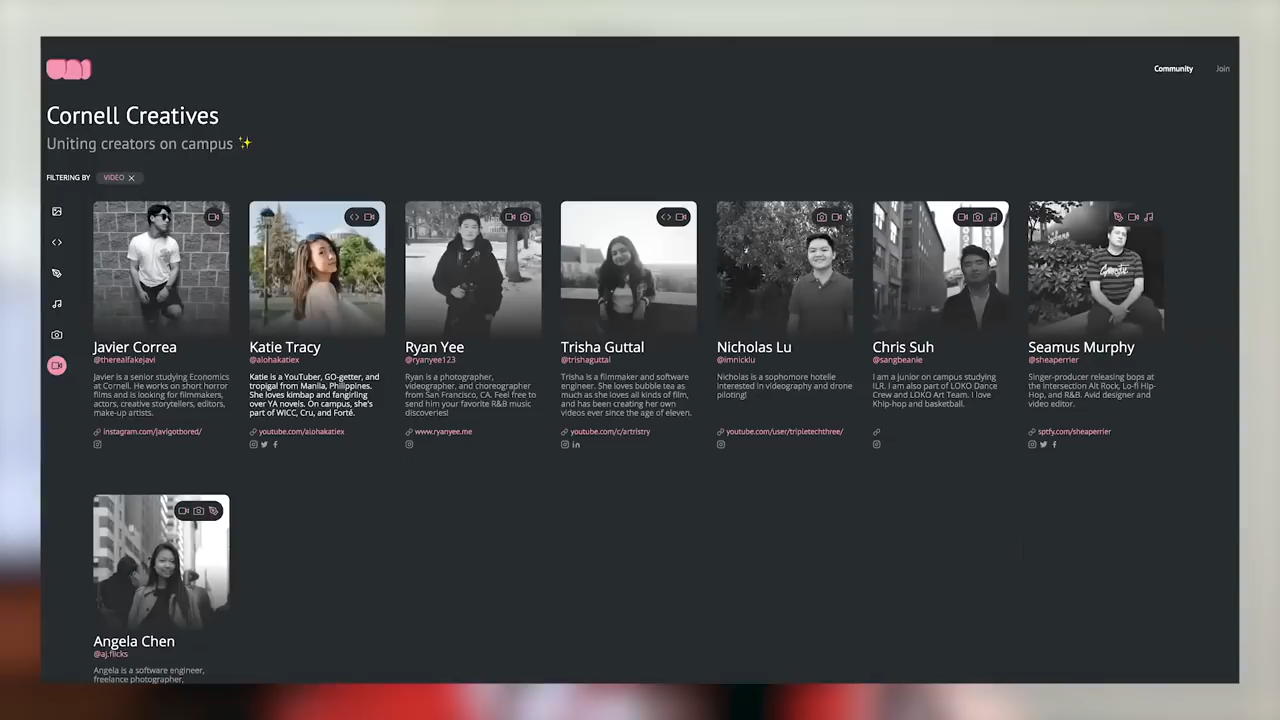 uni
Community
Join
Cornell Creatives
Uniting creators on campus ✨
FILTERING BY
VIDEO
Javier Correa
@therealfakejavi
Javier is a senior studying Economics
at Cornell. He works on short horror
films and is looking for filmmakers,
actors, creative storytellers, editors,
make-up artists.
instagram.com/javigotbored/
Katie Tracy
@alohakatiex
Katie is a YouTuber, GO-getter, and
tropigal from Manila, Philippines.
She loves kimbap and fangirling
over YA novels. On campus, she's
part of WICC, Cru, and Forté.
youtube.com/alohakatiex
Ryan Yee
@ryanyee123
Ryan is a photographer,
videographer, and choreographer
from San Francisco, CA. Feel free to
send him your favorite R&B music
discoveries!
www.ryanyee.me
Trisha Guttal
@trishaguttal
Trisha is a filmmaker and software
engineer. She loves bubble tea as
much as she loves all kinds of film,
and has been creating her own
videos ever since the age of eleven.
youtube.com/c/artristry
Nicholas Lu
@imnicklu
Nicholas is a sophomore hotelie
interested in videography and drone
piloting!
youtube.com/user/tripletechthree/
Chris Suh
@sangbeanie
I am a junior on campus studying
ILR. I am also part of LOKO Dance
Crew and LOKO Art Team. I love
Khip-hop and basketball.
Seamus Murphy
@sheaperrier
Singer-producer releasing bops at
the intersection Alt Rock, Lo-fi Hip-
Hop, and R&B. Avid designer and
video editor.
sptfy.com/sheaperrier
Angela Chen
@aj.flicks
Angela is a software engineer,
freelance photographer,